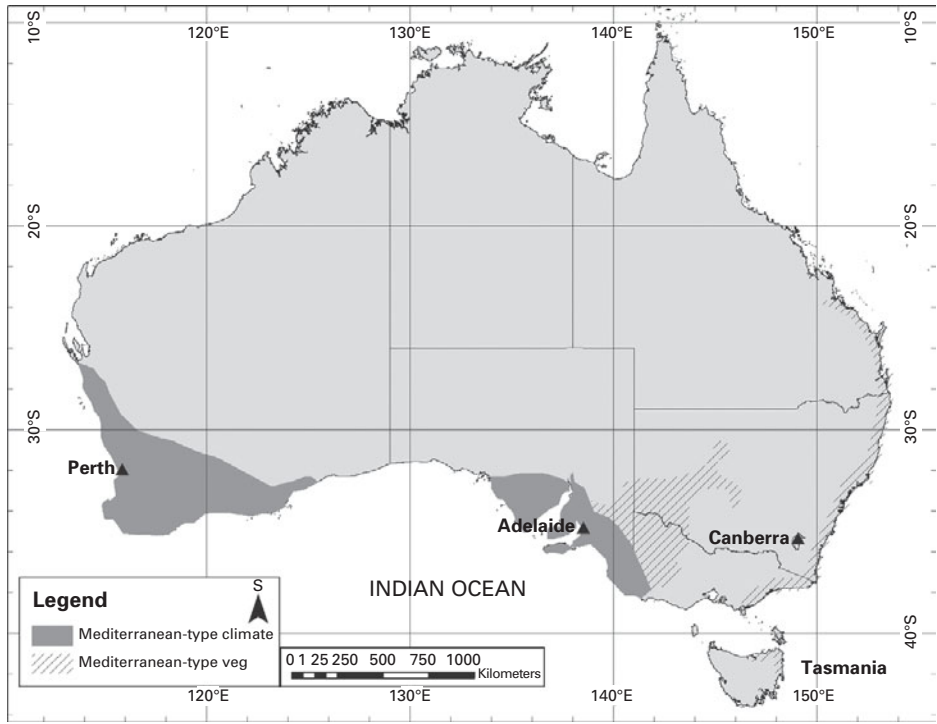 120°E 130°E 140°E 150°E
10°S 10°S
20°S 20°S
30°S 30°S
Perth
Adelaide
Canberra
INDIAN OCEAN
Legend
S
Mediterranean-type climate
Mediterranean-type veg
0 1 25 250 500 750 1000
Kilometers
40°S
Tasmania
120°E 130°E 140°E 150°E